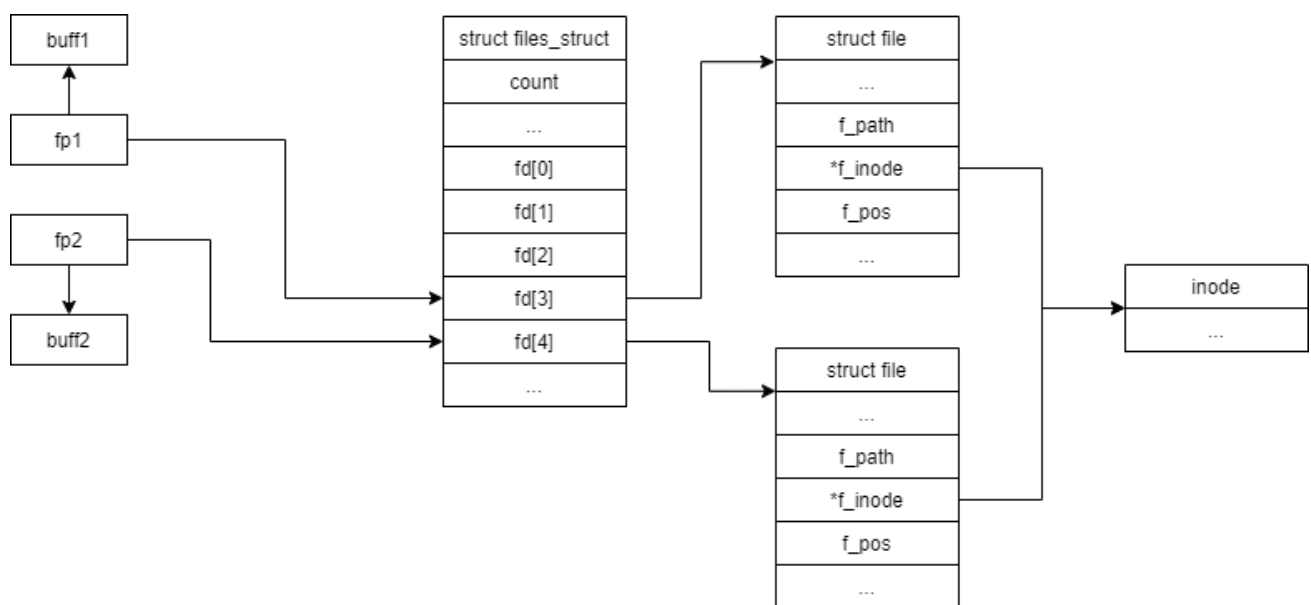 buff1
fp1
fp2
buff2
struct files_struct
count
...
fd[0]
fd[1]
fd[2]
fd[3]
fd[4]
...
struct file
...
f_path
*f_inode
f_pos
...
struct file
...
f_path
*f_inode
f_pos
...
inode
...